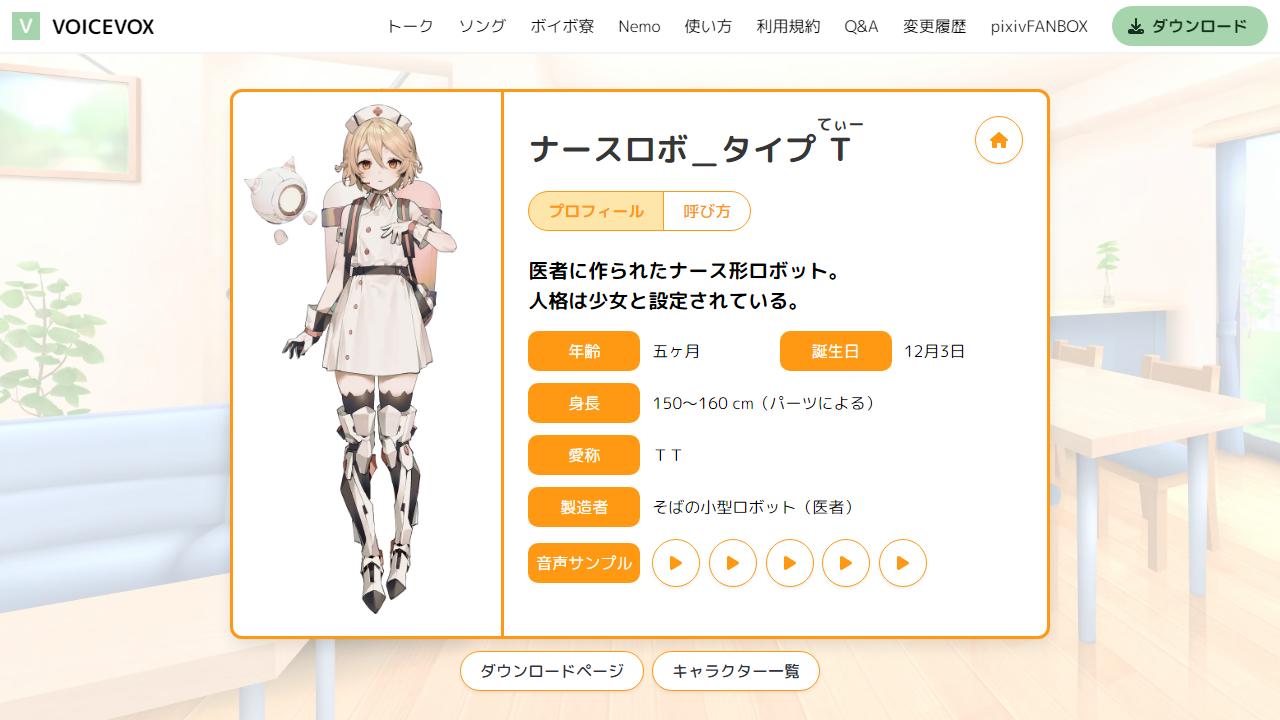 V VOICEVOX トーク ソング ボイボ寮 Nemo 使い方 利用規約 Q&A 変更履歴 pixivFANBOX ダウンロード
てぃー
ナースロボ＿タイプT
プロフィール 呼び方
医者に作られたナース形ロボット。
人格は少女と設定されている。
年齢 五ヶ月 誕生日 12月3日
身長 150～160 cm（パーツによる）
愛称 ＴＴ
製造者 そばの小型ロボット（医者）
音声サンプル
ダウンロードページ キャラクター一覧